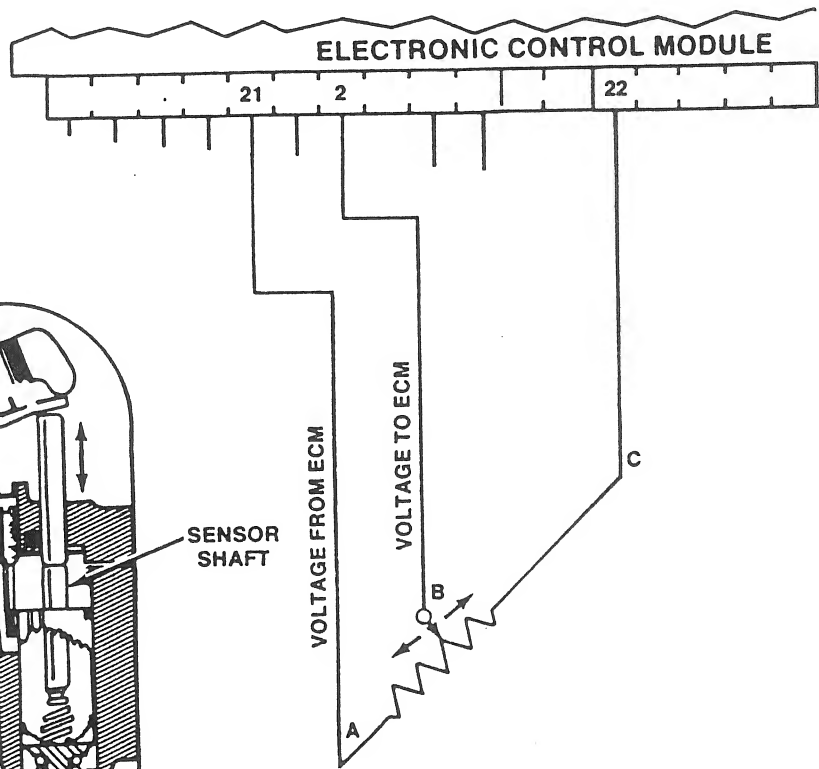 ELECTRONIC CONTROL MODULE
21 2 22
VOLTAGE FROM ECM
VOLTAGE TO ECM
C
SENSOR
SHAFT
B
A